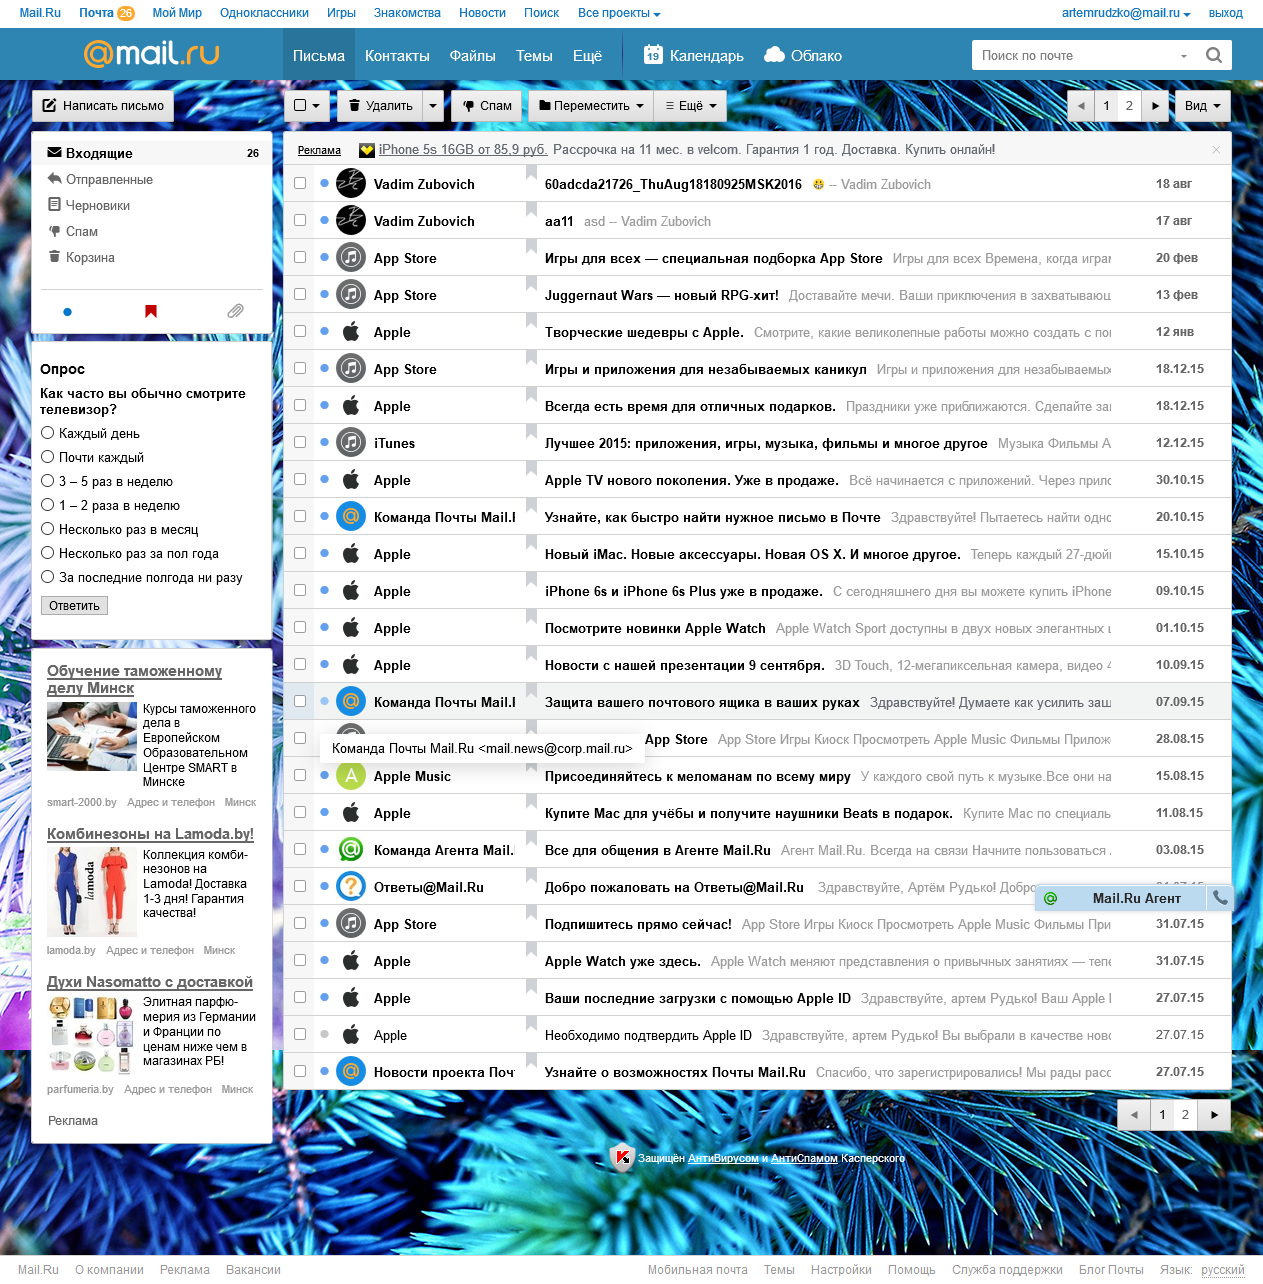 Mail.Ru Почта 26 Мой Мир Одноклассники Игры Знакомства Новости Поиск Все проекты artemrudzko@mail.ru выход
@mail.ru Письма Контакты Файлы Темы Ещё 19 Календарь Облако Поиск по почте
Написать письмо Удалить Спам Переместить Ещё 1 2 Вид
Входящие 26
Отправленные
Черновики
Спам
Корзина
Опрос
Как часто вы обычно смотрите
телевизор?
Каждый день
Почти каждый
3 – 5 раз в неделю
1 – 2 раза в неделю
Несколько раз в месяц
Несколько раз за пол года
За последние полгода ни разу
Ответить
Обучение таможенному
делу Минск
Курсы таможенного
дела в
Европейском
Образовательном
Центре SMART в
Минске
smart-2000.by Адрес и телефон Минск
Комбинезоны на Lamoda.by!
lamoda
Коллекция комби-
незонов на
Lamoda! Доставка
1-3 дня! Гарантия
качества!
lamoda.by Адрес и телефон Минск
Духи Nasomatto с доставкой
Элитная парфю-
мерия из Германии
и Франции по
ценам ниже чем в
магазинах РБ!
parfumeria.by Адрес и телефон Минск
Реклама
Реклама iPhone 5s 16GB от 85,9 руб. Рассрочка на 11 мес. в velcom. Гарантия 1 год. Доставка. Купить онлайн!
Vadim Zubovich 60adcda21726_ThuAug18180925MSK2016 -- Vadim Zubovich 18 авг
Vadim Zubovich aa11 asd -- Vadim Zubovich 17 авг
App Store Игры для всех — специальная подборка App Store Игры для всех Времена, когда играм 20 фев
App Store Juggernaut Wars — новый RPG-хит! Доставайте мечи. Ваши приключения в захватывающ 13 фев
Apple Творческие шедевры с Apple. Смотрите, какие великолепные работы можно создать с 12 янв
App Store Игры и приложения для незабываемых каникул Игры и приложения для незабываемых 18.12.15
Apple Всегда есть время для отличных подарков. Праздники уже приближаются. Сделайте 18.12.15
iTunes Лучшее 2015: приложения, игры, музыка, фильмы и многое другое Музыка Фильмы A 12.12.15
Apple Apple TV нового поколения. Уже в продаже. Всё начинается с приложений. Через 30.10.15
Команда Почты Mail.R Узнайте, как быстро найти нужное письмо в Почте Здравствуйте! Пытаетесь найти одно 20.10.15
Apple Новый iMac. Новые аксессуары. Новая OS X. И многое другое. Теперь каждый 27-дюй 15.10.15
Apple iPhone 6s и iPhone 6s Plus уже в продаже. С сегодняшнего дня вы можете купить iPhone 09.10.15
Apple Посмотрите новинки Apple Watch Apple Watch Sport доступны в двух новых элегантных 01.10.15
Apple Новости с нашей презентации 9 сентября. 3D Touch, 12-мегапиксельная камера, видео 4 10.09.15
Команда Почты Mail.R Защита вашего почтового ящика в ваших руках Здравствуйте! Думаете как усилить защ 07.09.15
App Store App Store Игры Киоск Просмотреть Apple Music Фильмы Прилож 28.08.15
Команда Почты Mail.Ru <mail.news@corp.mail.ru>
A Apple Music Присоединяйтесь к меломанам по всему миру У каждого свой путь к музыке.Все они на 15.08.15
Apple Купите Mac для учёбы и получите наушники Beats в подарок. Купите Mac по специаль 11.08.15
Команда Агента Mail. Все для общения в Агенте Mail.Ru Агент Mail.Ru. Всегда на связи Начните пользоваться 03.08.15
Ответы@Mail.Ru Добро пожаловать на Ответы@Mail.Ru Здравствуйте, Артём Рудько! Добро
Mail.Ru Агент
App Store Подпишитесь прямо сейчас! App Store Игры Киоск Просмотреть Apple Music Фильмы При 31.07.15
Apple Apple Watch уже здесь. Apple Watch меняют представления о привычных занятиях — 31.07.15
Apple Ваши последние загрузки с помощью Apple ID Здравствуйте, артем Рудько! Ваш Apple I 27.07.15
Apple Необходимо подтвердить Apple ID Здравствуйте, артем Рудько! Вы выбрали в качестве ново 27.07.15
Новости проекта Поч Узнайте о возможностях Почты Mail.Ru Спасибо, что зарегистрировались! Мы рады расс 27.07.15
1 2
Защищён АнтиВирусом и АнтиСпамом Касперского
Mail.Ru О компании Реклама Вакансии Мобильная почта Темы Настройки Помощь Служба поддержки Блог Почты Язык: русский